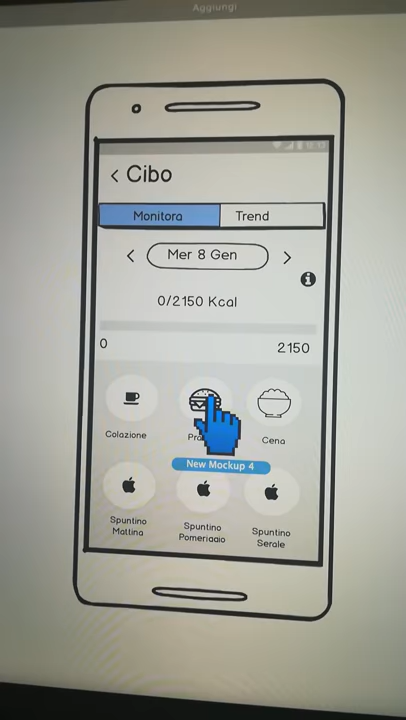 Aggiungi
Cibo
Monitora Trend
Mer 8 Gen
0/2150 Kcal
0 2150
Colazione Cena
New Mockup 4
Spuntino Mattina
Spuntino Pomeriggio
Spuntino Serale